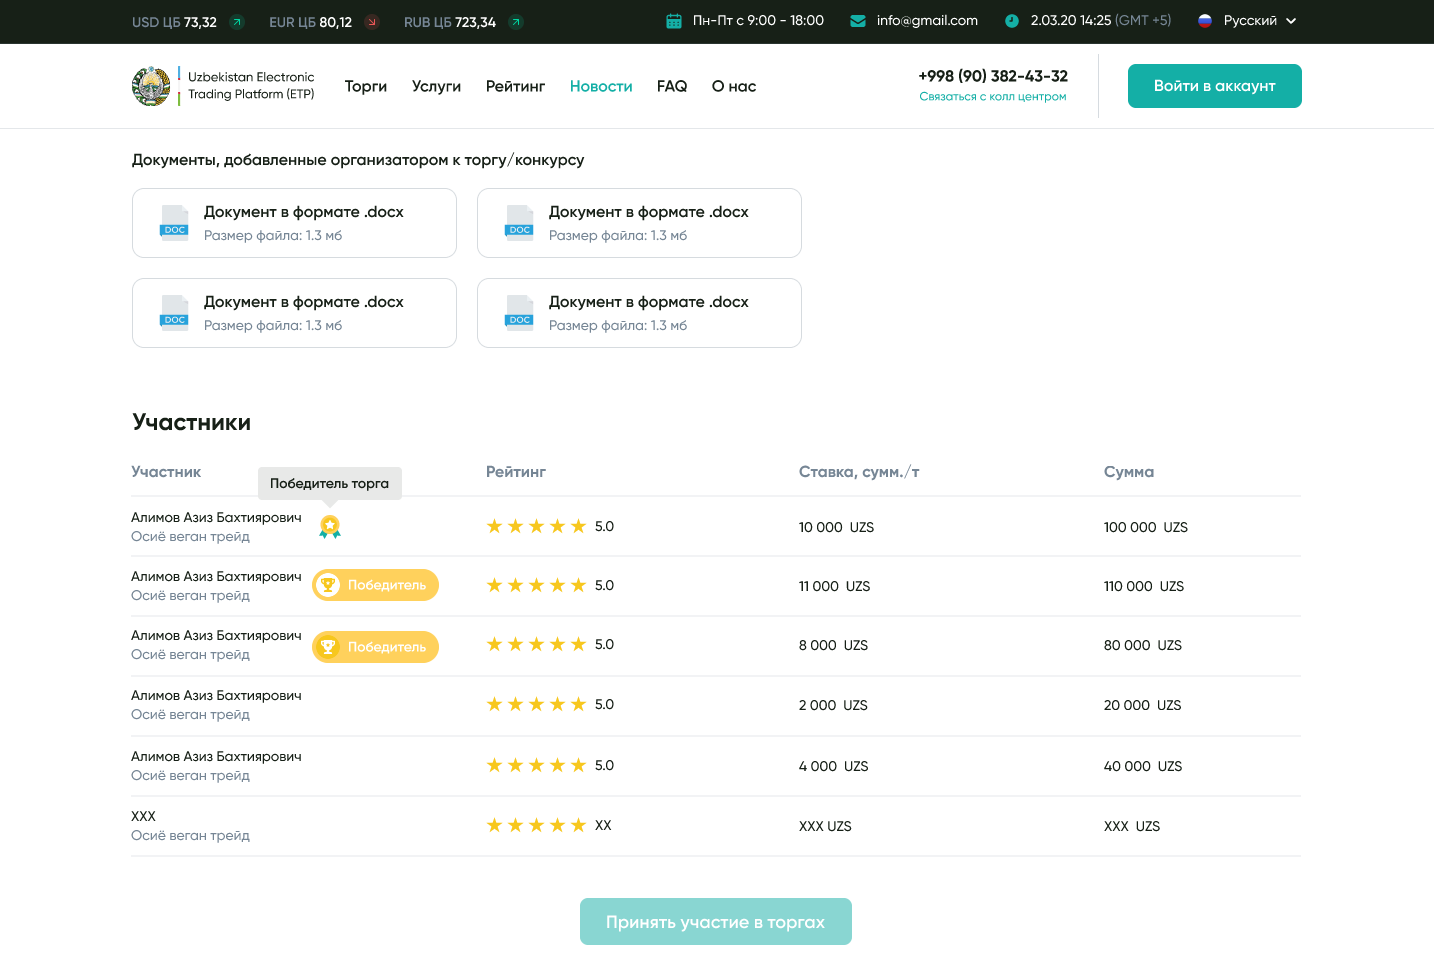 USD ЦБ 73,32 EUR ЦБ 80,12 RUB ЦБ 723,34 Пн-Пт с 9:00 - 18:00 info@gmail.com 2.03.20 14:25 (GMT +5) Русский
Uzbekistan Electronic
Trading Platform (ETP)
Торги Услуги Рейтинг Новости FAQ О нас
+998 (90) 382-43-32
Связаться с колл центром
Войти в аккаунт
Документы, добавленные организатором к торгу/конкурсу
DOC
Документ в формате .docx
Размер файла: 1.3 мб
DOC
Документ в формате .docx
Размер файла: 1.3 мб
DOC
Документ в формате .docx
Размер файла: 1.3 мб
DOC
Документ в формате .docx
Размер файла: 1.3 мб
Участники
Участник Рейтинг Ставка, сумм./т Сумма
Победитель торга
Алимов Азиз Бахтиярович
Осиё веган трейд
5.0 10 000 UZS 100 000 UZS
Алимов Азиз Бахтиярович
Осиё веган трейд
Победитель 5.0 11 000 UZS 110 000 UZS
Алимов Азиз Бахтиярович
Осиё веган трейд
Победитель 5.0 8 000 UZS 80 000 UZS
Алимов Азиз Бахтиярович
Осиё веган трейд
5.0 2 000 UZS 20 000 UZS
Алимов Азиз Бахтиярович
Осиё веган трейд
5.0 4 000 UZS 40 000 UZS
XXX
Осиё веган трейд
XX XXX UZS XXX UZS
Принять участие в торгах